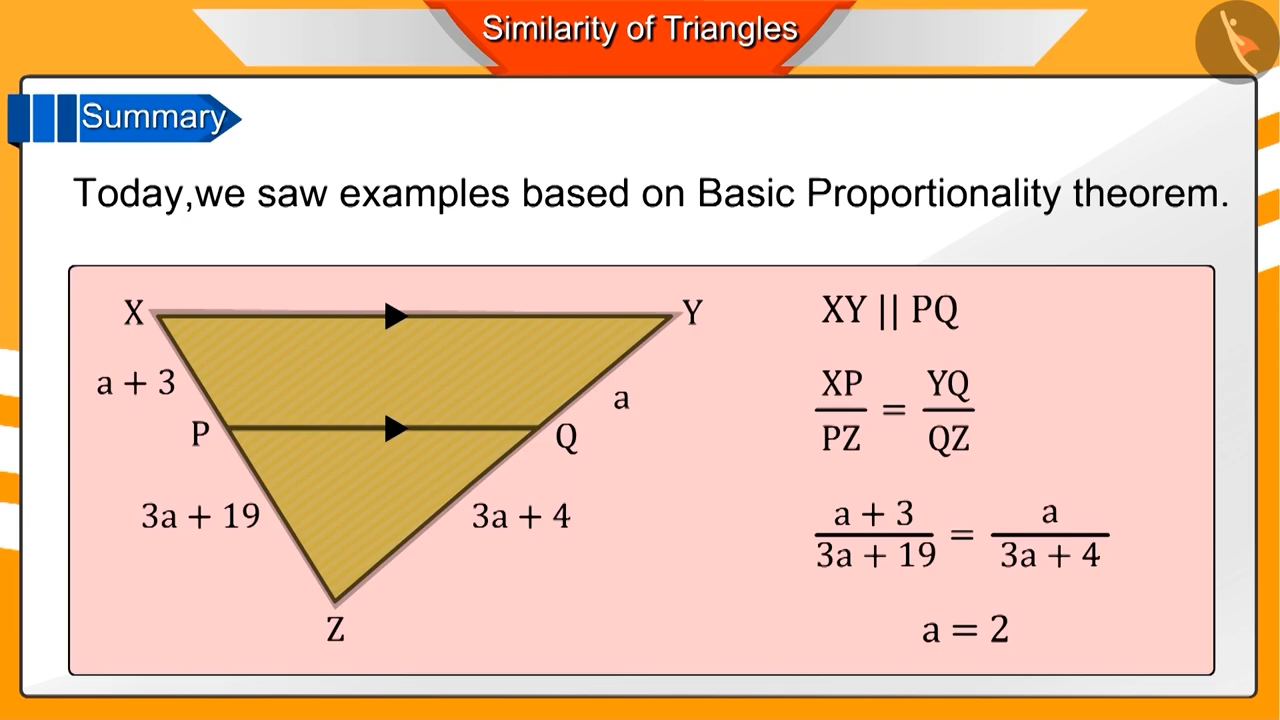 Similarity of Triangles
Summary
Today,we saw examples based on Basic Proportionality theorem.
X
Y
XY || PQ
a + 3
a
P
Q
XP/PZ = YQ/QZ
3a + 19
3a + 4
a + 3/3a + 19 = a/3a + 4
Z
a = 2